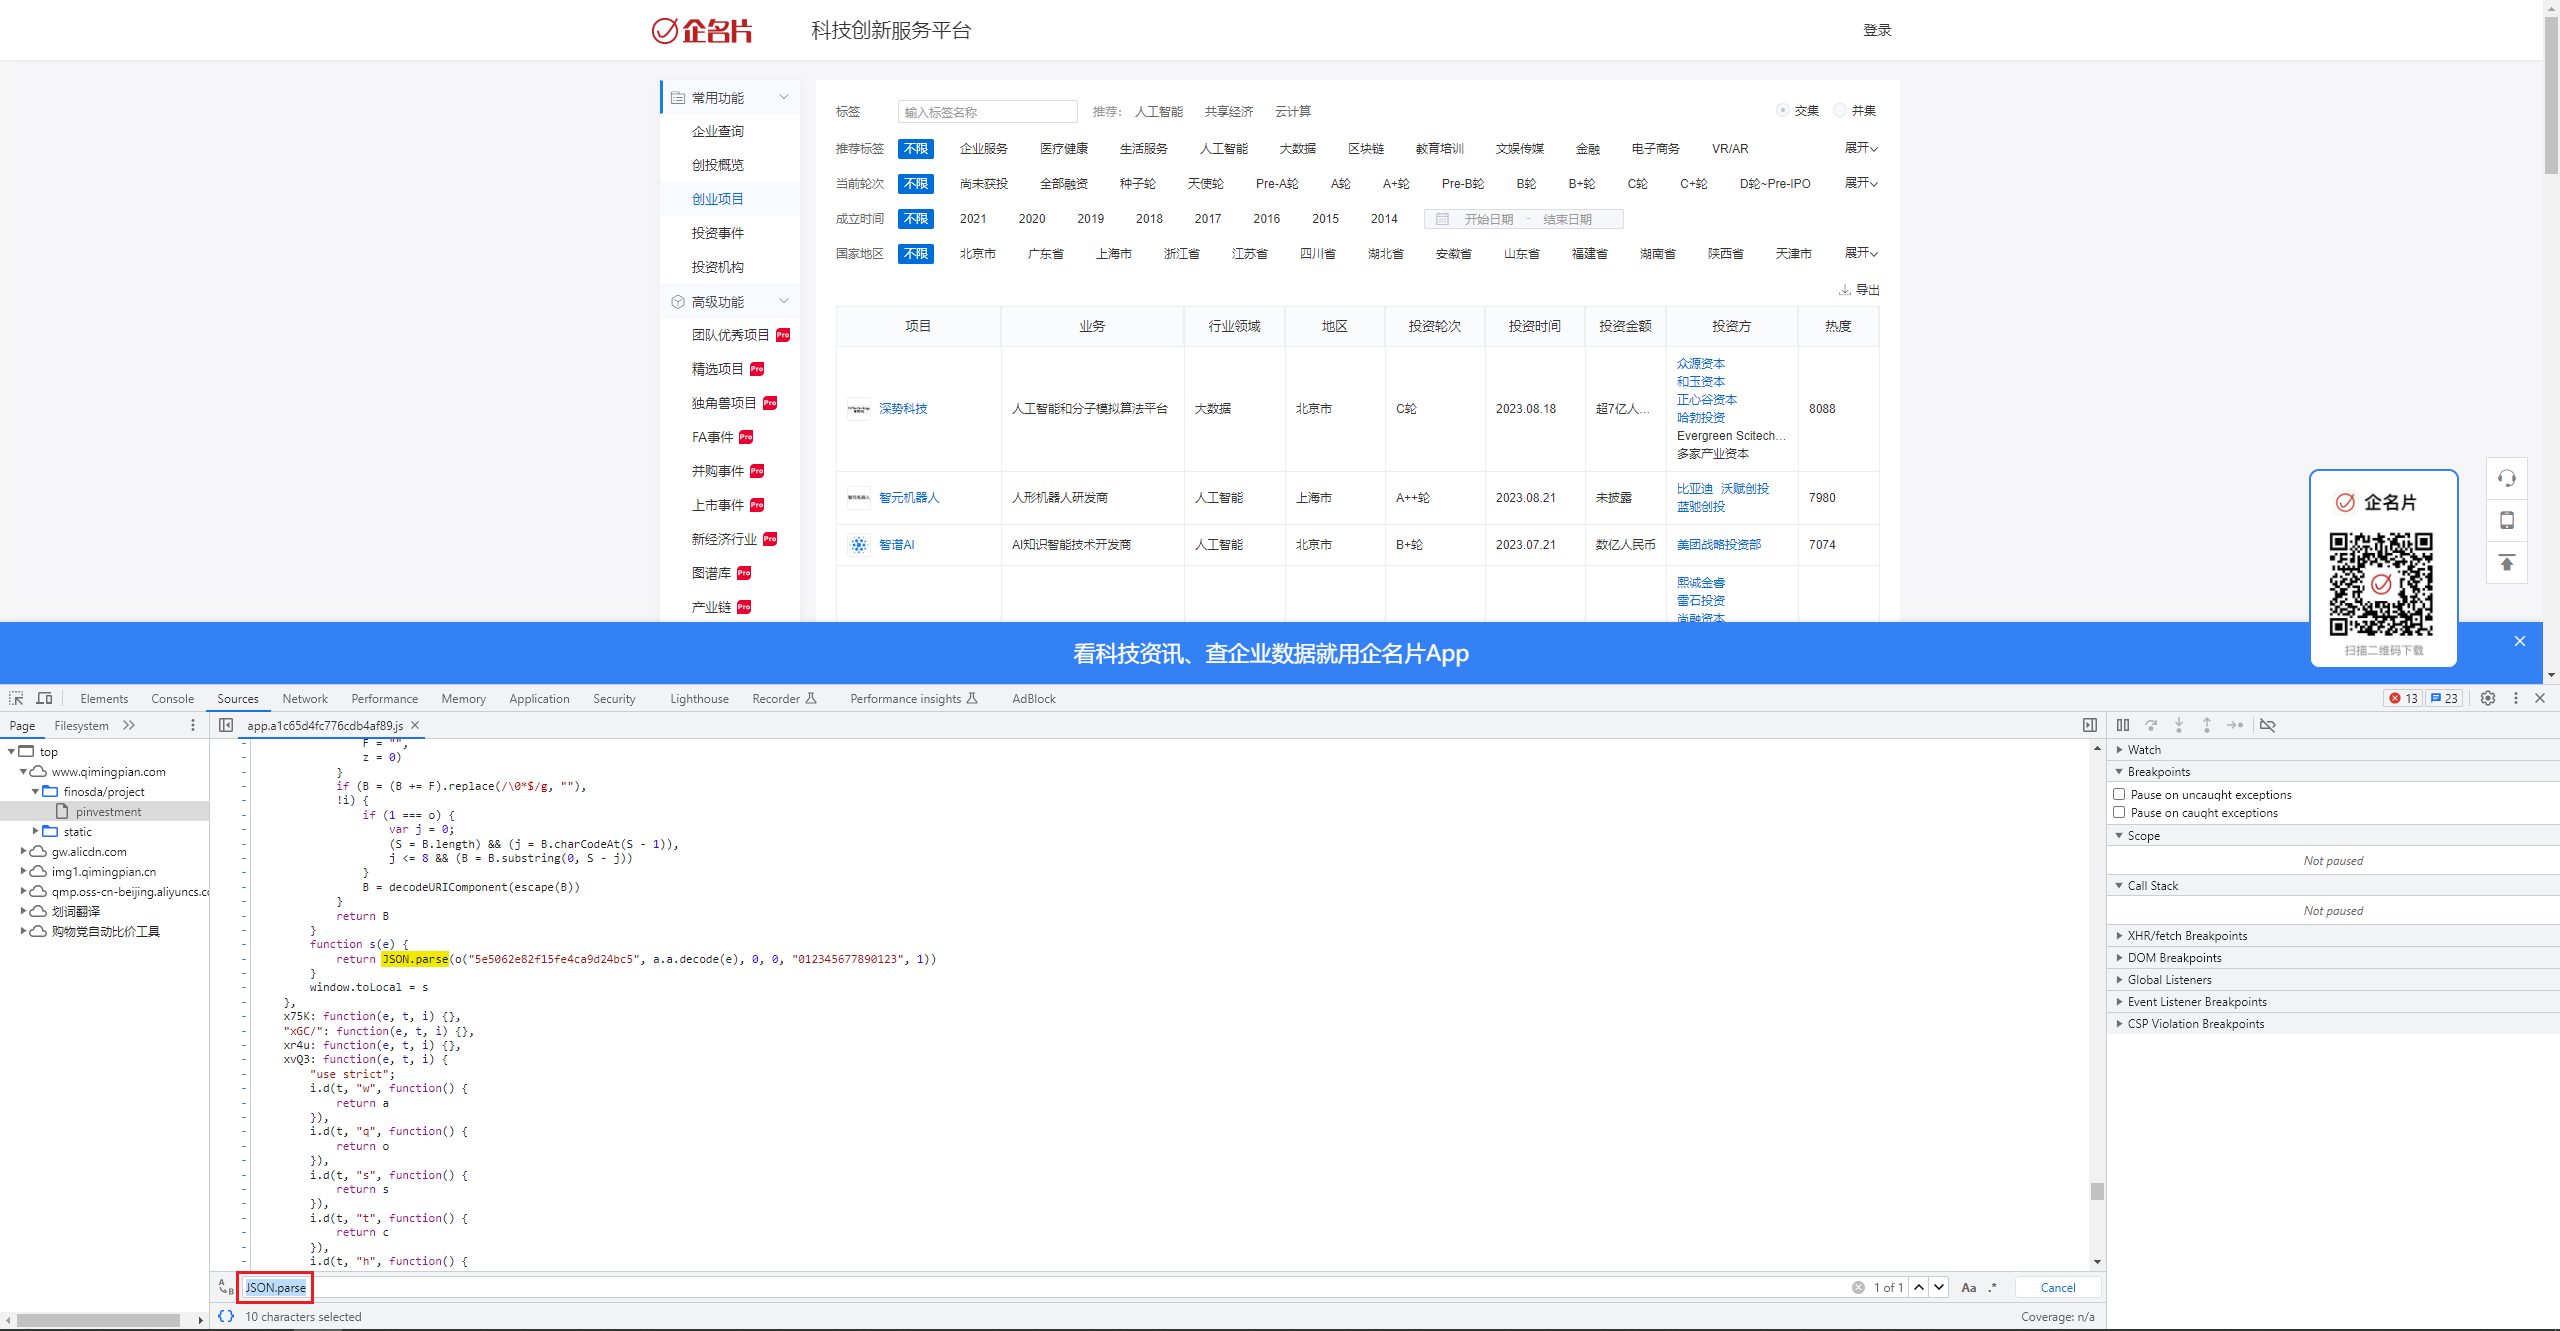 企名片 科技创新服务平台 登录
常用功能
企业查询
创投概览
创业项目
投资事件
投资机构
高级功能
团队优秀项目 Pro
精选项目 Pro
独角兽项目 Pro
FA事件 Pro
并购事件 Pro
上市事件 Pro
新经济行业 Pro
图谱库 Pro
产业链 Pro
标签 输入标签名称 推荐： 人工智能 共享经济 云计算 交集 并集
推荐标签 不限 企业服务 医疗健康 生活服务 人工智能 大数据 区块链 教育培训 文娱传媒 金融 电子商务 VR/AR 展开
当前轮次 不限 尚未获投 全部融资 种子轮 天使轮 Pre-A轮 A轮 A+轮 Pre-B轮 B轮 B+轮 C轮 C+轮 D轮~Pre-IPO 展开
成立时间 不限 2021 2020 2019 2018 2017 2016 2015 2014 开始日期 - 结束日期
国家地区 不限 北京市 广东省 上海市 浙江省 江苏省 四川省 湖北省 安徽省 山东省 福建省 湖南省 陕西省 天津市 展开
导出
项目 业务 行业领域 地区 投资轮次 投资时间 投资金额 投资方 热度
众源资本
和玉资本
正心谷资本
深势科技 人工智能和分子模拟算法平台 大数据 北京市 C轮 2023.08.18 超7亿人... 8088
哈勃投资
Evergreen Scitech...
多家产业资本
智元机器人 人形机器人研发商 人工智能 上海市 A++轮 2023.08.21 未披露 比亚迪 沃赋创投 7980
蓝驰创投
智谱AI AI知识智能技术开发商 人工智能 北京市 B+轮 2023.07.21 数亿人民币 美团战略投资部 7074
熙诚金睿
雷石投资
尚融资本
企名片
扫描二维码下载
看科技资讯、查企业数据就用企名片App
Elements Console Sources Network Performance Memory Application Security Lighthouse Recorder Performance insights AdBlock 13 23
Page Filesystem
top
www.qimingpian.com
finosda/project
pinvestment
static
gw.alicdn.com
img1.qimingpian.cn
qmp.oss-cn-beijing.aliyuncs.co
划词翻译
购物党自动比价工具
app.a1c65d4fc776cdb4af89.js
F = "",
z = 0)
}
if (B = (B += F).replace(/\0*$/g, ""),
!i) {
if (1 === o) {
var j = 0;
(S = B.length) && (j = B.charCodeAt(S - 1)),
j <= 8 && (B = B.substring(0, S - j))
}
B = decodeURIComponent(escape(B))
}
return B
}
function s(e) {
return JSON.parse(o("5e5062e82f15fe4ca9d24bc5", a.a.decode(e), 0, 0, "012345677890123", 1))
}
window.toLocal = s
},
x75K: function(e, t, i) {},
"xGC/": function(e, t, i) {},
xr4u: function(e, t, i) {},
xvQ3: function(e, t, i) {
"use strict";
i.d(t, "w", function() {
return a
}),
i.d(t, "q", function() {
return o
}),
i.d(t, "s", function() {
return s
}),
i.d(t, "t", function() {
return c
}),
i.d(t, "h", function() {
JSON.parse 1 of 1 Aa .* Cancel
{} 10 characters selected Coverage: n/a
Watch
Breakpoints
Pause on uncaught exceptions
Pause on caught exceptions
Scope
Not paused
Call Stack
Not paused
XHR/fetch Breakpoints
DOM Breakpoints
Global Listeners
Event Listener Breakpoints
CSP Violation Breakpoints